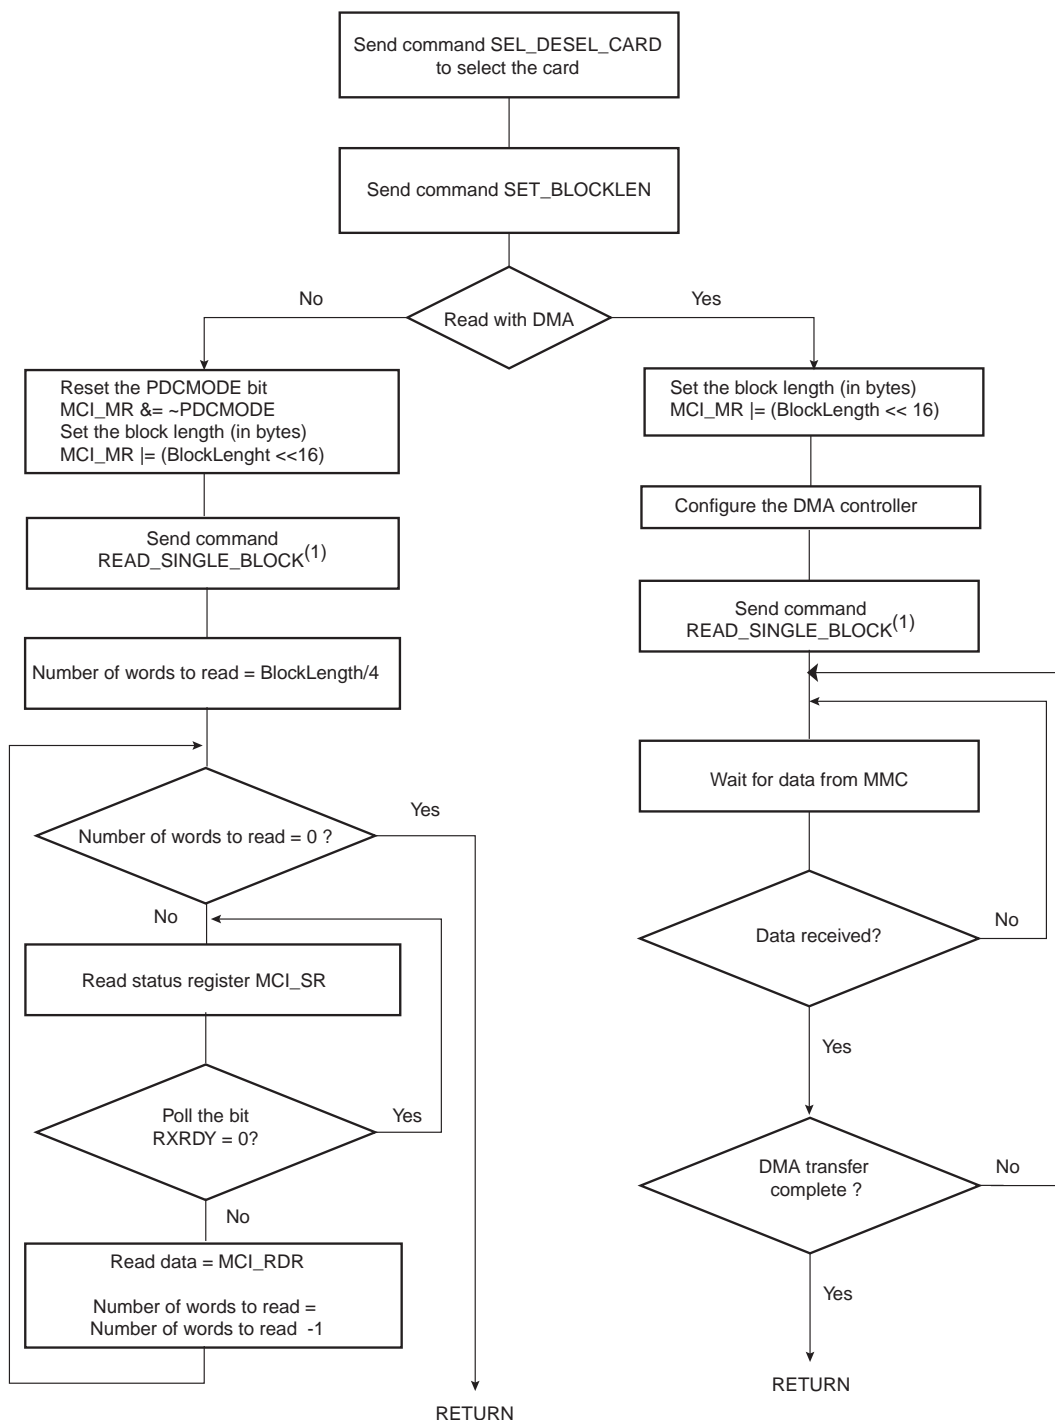 Send command SEL_DESEL_CARD
to select the card
Send command SET_BLOCKLEN
No
Yes
Read with DMA
Reset the PDCMODE bit
MCI_MR &= ~PDCMODE
Set the block length (in bytes)
MCI_MR |= (BlockLenght <<16)
Send command
READ_SINGLE_BLOCK(1)
Number of words to read = BlockLength/4
Number of words to read = 0 ?
Yes
No
Read status register MCI_SR
Poll the bit
RXRDY = 0?
Yes
No
Read data = MCI_RDR
Number of words to read =
Number of words to read -1
RETURN
Set the block length (in bytes)
MCI_MR |= (BlockLength << 16)
Configure the DMA controller
Send command
READ_SINGLE_BLOCK(1)
Wait for data from MMC
Data received?
No
Yes
DMA transfer
complete ?
No
Yes
RETURN